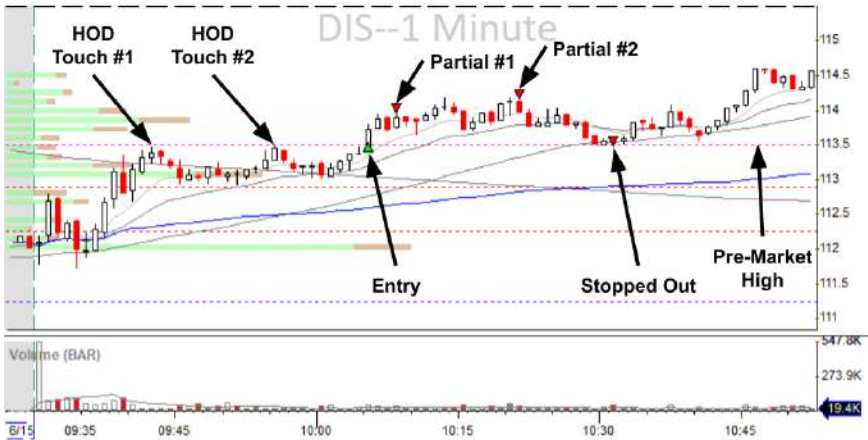 DIS--1 Minute
HOD
Touch #1
HOD
Touch #2
Partial #1
Partial #2
Entry
Stopped Out
Pre-Market
High
115
114.5
114
113.5
113
112.5
112
111.5
111
Volume (BAR)
547.8K
273.9K
19.4K
6/15
09:35
09:45
10:00
10:15
10:30
10:45